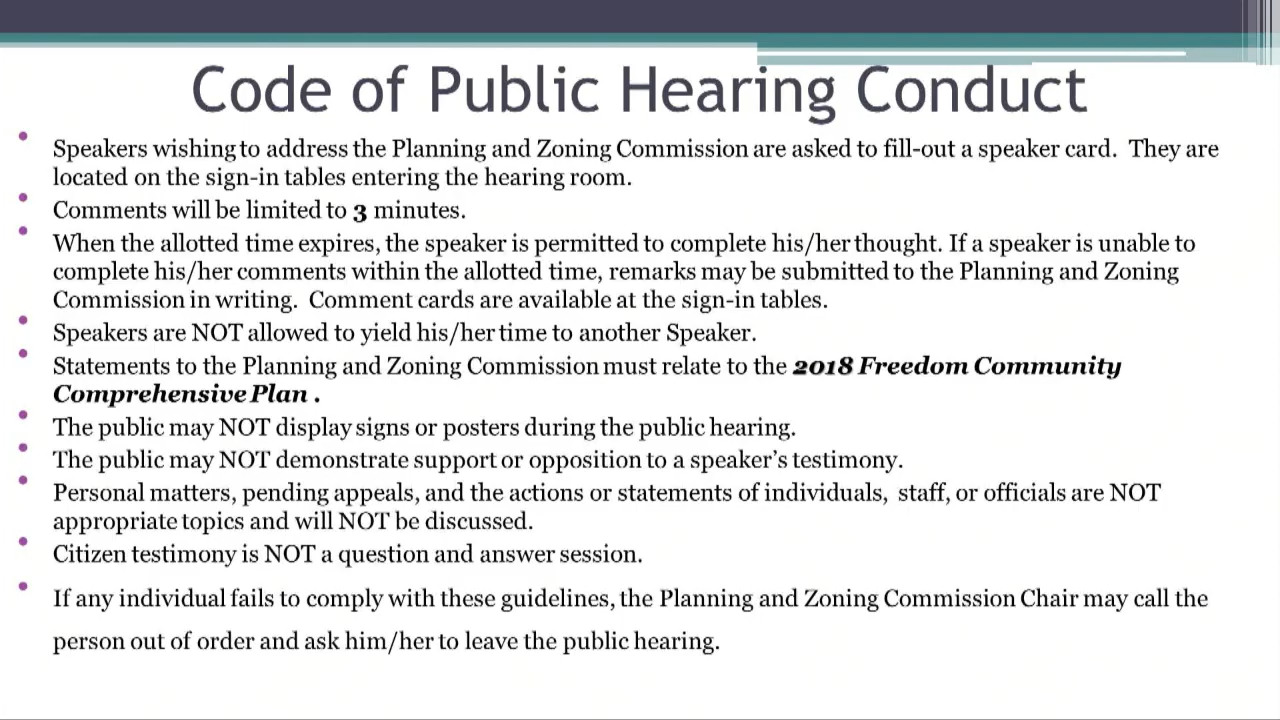 Code of Public Hearing Conduct
• Speakers wishing to address the Planning and Zoning Commission are asked to fill-out a speaker card. They are
located on the sign-in tables entering the hearing room.
• Comments will be limited to 3 minutes.
• When the allotted time expires, the speaker is permitted to complete his/her thought. If a speaker is unable to
complete his/her comments within the allotted time, remarks may be submitted to the Planning and Zoning
Commission in writing. Comment cards are available at the sign-in tables.
• Speakers are NOT allowed to yield his/her time to another Speaker.
• Statements to the Planning and Zoning Commission must relate to the 2018 Freedom Community
Comprehensive Plan .
• The public may NOT display signs or posters during the public hearing.
• The public may NOT demonstrate support or opposition to a speaker’s testimony.
• Personal matters, pending appeals, and the actions or statements of individuals, staff, or officials are NOT
appropriate topics and will NOT be discussed.
• Citizen testimony is NOT a question and answer session.
• If any individual fails to comply with these guidelines, the Planning and Zoning Commission Chair may call the
person out of order and ask him/her to leave the public hearing.